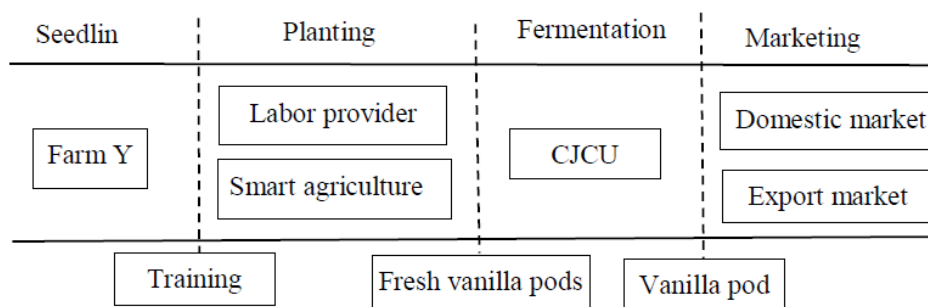 Seedlin
Planting
Fermentation
Marketing
Farm Y
Labor provider
Smart agriculture
CJCU
Domestic market
Export market
Training
Fresh vanilla pods
Vanilla pod